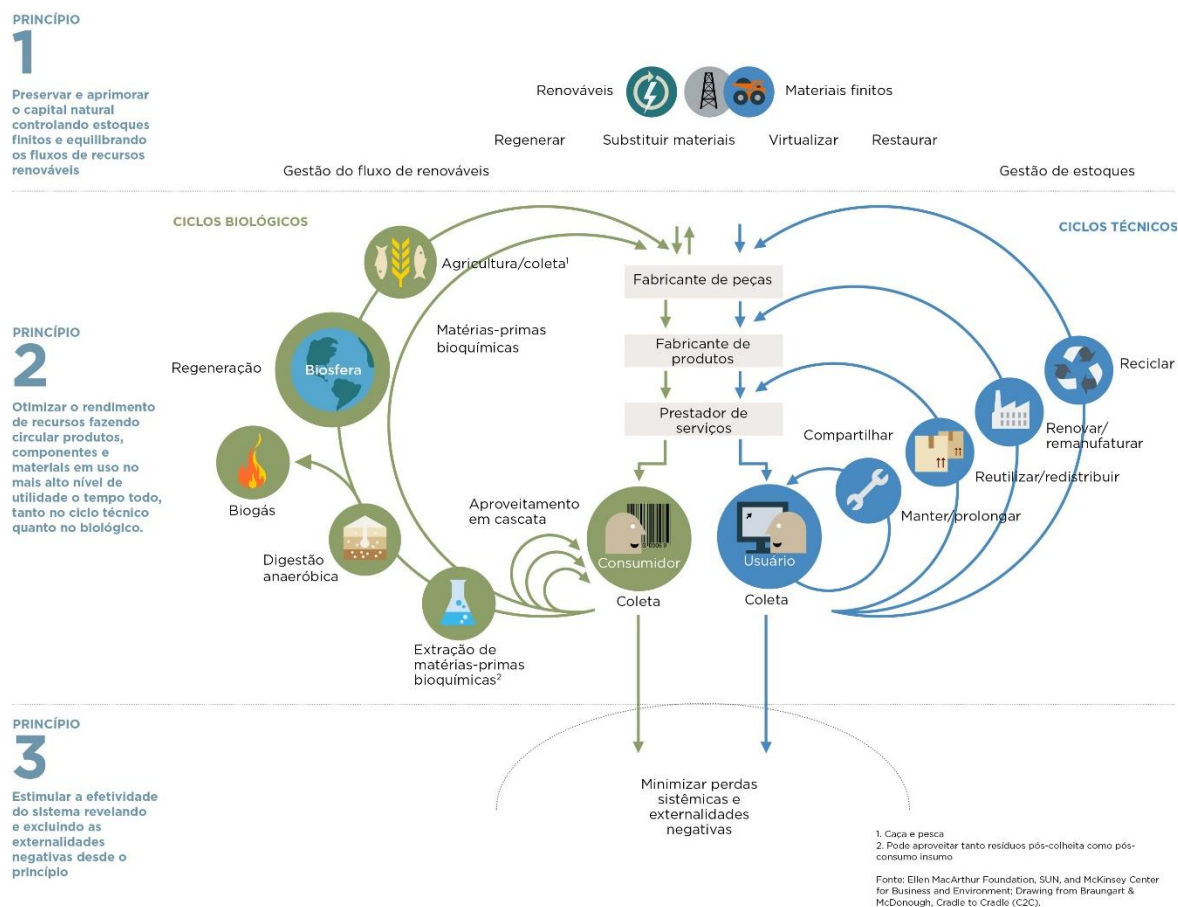 PRINCÍPIO
1
Preservar e aprimorar
o capital natural
controlando estoques
finitos e equilibrando
os fluxos de recursos
renováveis
Renováveis
Materiais finitos
Regenerar
Substituir materiais
Virtualizar
Restaurar
Gestão do fluxo de renováveis
Gestão de estoques
PRINCÍPIO
2
Otimizar o rendimento
de recursos fazendo
circular produtos,
componentes e
materiais em uso no
mais alto nível de
utilidade o tempo todo,
tanto no ciclo técnico
quanto no biológico.
CICLOS BIOLÓGICOS
CICLOS TÉCNICOS
Agricultura/coleta¹
Matérias-primas
bioquímicas
Regeneração
Biosfera
Biogás
Digestão
anaeróbica
Extração de
matérias-primas
bioquímicas²
Aproveitamento
em cascata
Fabricante de peças
Fabricante de
produtos
Prestador de
serviços
Consumidor
Coleta
Usuário
Coleta
Compartilhar
Manter/prolongar
Reutilizar/redistribuir
Renovar/
remanufaturar
Reciclar
PRINCÍPIO
3
Estimular a efetividade
do sistema revelando
e excluindo as
externalidades
negativas desde o
princípio
Minimizar perdas
sistêmicas e
externalidades
negativas
1. Caça e pesca
2. Pode aproveitar tanto resíduos pós-colheita como pós-
consumo insumo
Fonte: Ellen MacArthur Foundation, SUN, and McKinsey Center
for Business and Environment; Drawing from Braungart &
McDonough, Cradle to Cradle (C2C).